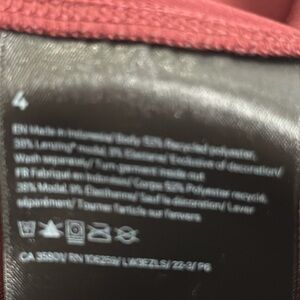 4
EN Made in Indonesia/ Body 52% Recycled polyester,
38% Lenzing™ modal, 9% Elastane/ Exclusive of decoration/
Wash separately/ Turn garment inside out
FR Fabriqué en Indonésie/ Corps 52% Polyester recyclé,
38% Modal, 9% Élasthanne/ Sauf le décoration/ Laver
séparément/ Tourner l'article sur l'envers
CA 35801/ RN 106259/ LW3EZLS/ 22-3/ P6